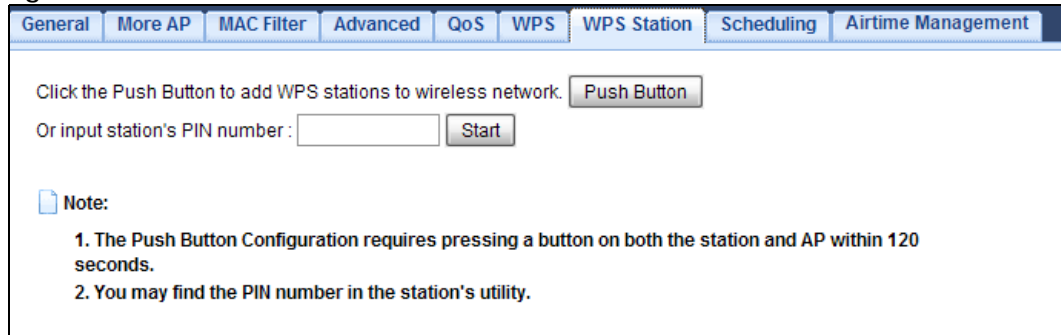 General More AP MAC Filter Advanced QoS WPS WPS Station Scheduling Airtime Management
Click the Push Button to add WPS stations to wireless network. Push Button
Or input station's PIN number : Start
Note:
1. The Push Button Configuration requires pressing a button on both the station and AP within 120
seconds.
2. You may find the PIN number in the station's utility.